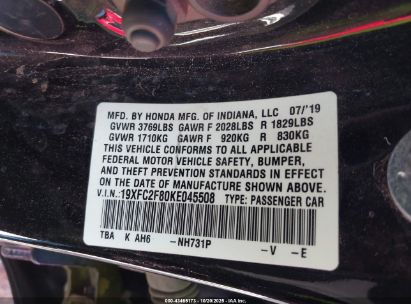 MFD. BY HONDA MFG. OF INDIANA, LLC 07/'19
GVWR 3769LBS GAWR F 2028LBS R 1829LBS
GVWR 1710KG GAWR F 920KG R 830KG
THIS VEHICLE CONFORMS TO ALL APPLICABLE
FEDERAL MOTOR VEHICLE SAFETY, BUMPER,
AND THEFT PREVENTION STANDARDS IN EFFECT
ON THE DATE OF MANUFACTURE SHOWN ABOVE.
V.I.N.:19XFC2F80KE045508 TYPE: PASSENGER CAR
TBA K AH6 -NH731P -V -E